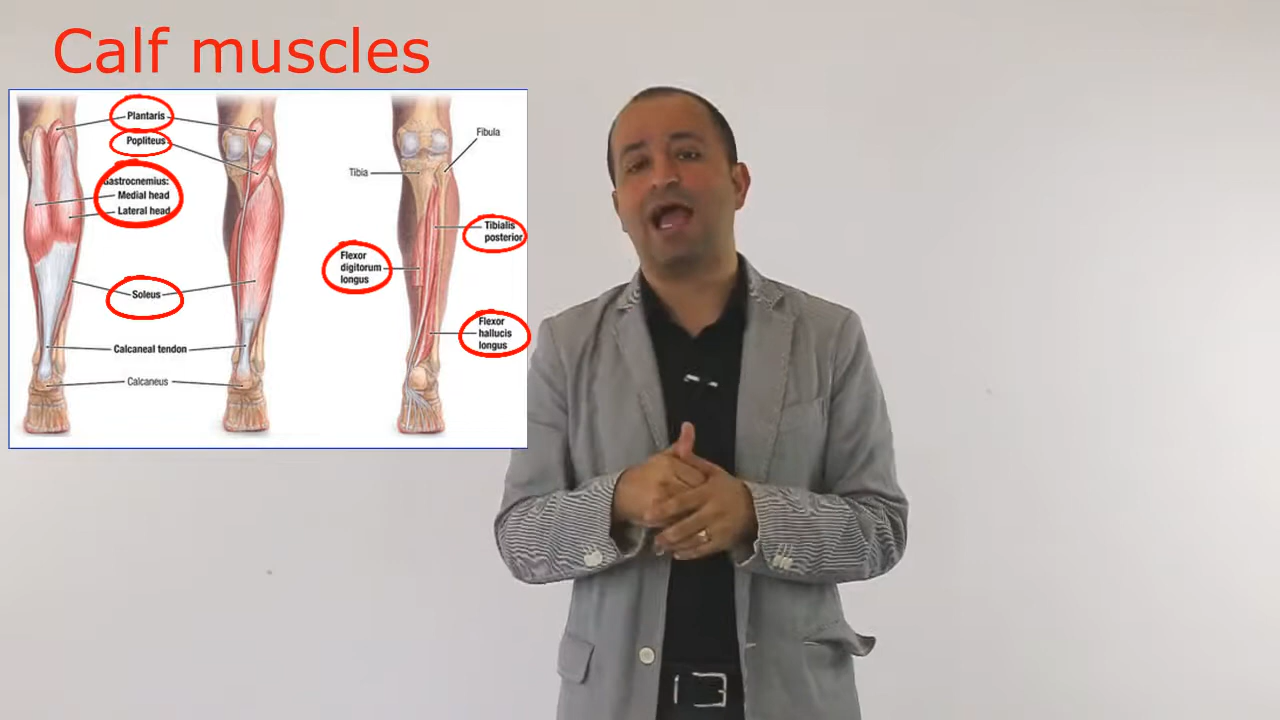 Calf muscles
Plantaris
Popliteus
Gastrocnemius:
Medial head
Lateral head
Soleus
Calcaneal tendon
Calcaneus
Tibia
Fibula
Tibialis
posterior
Flexor
digitorum
longus
Flexor
hallucis
longus